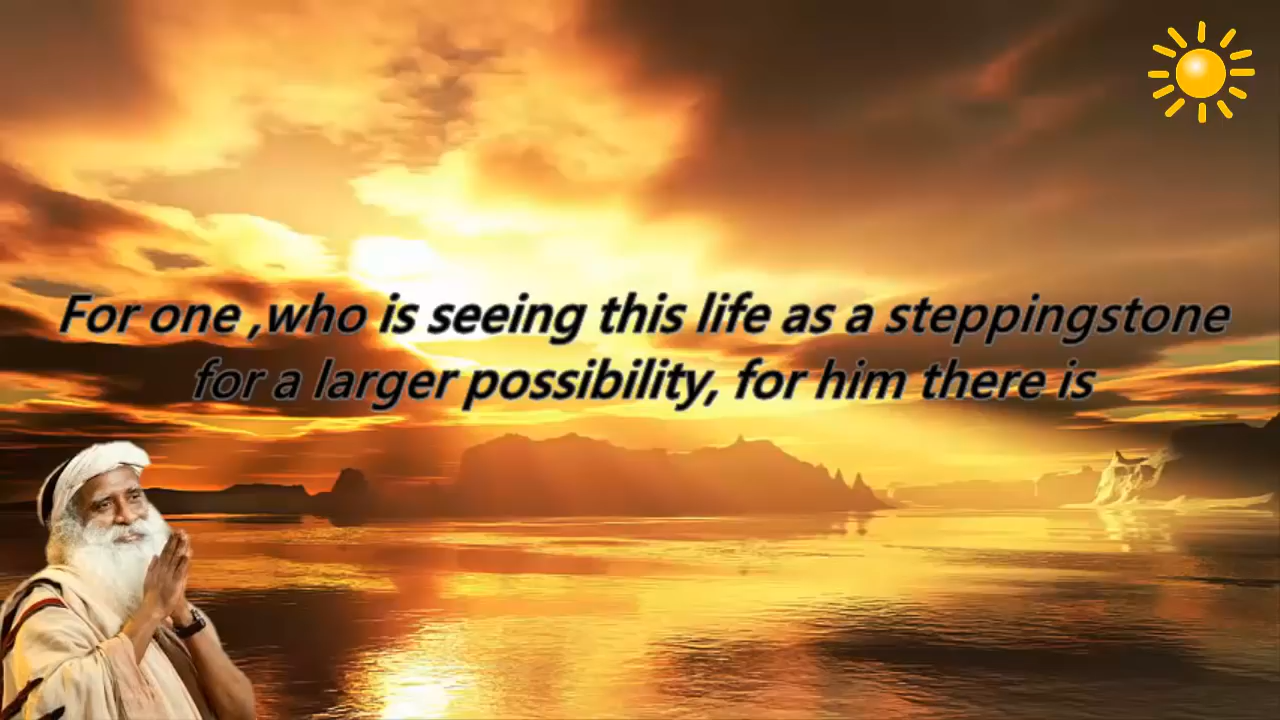 For one ,who is seeing this life as a steppingstone
for a larger possibility, for him there is